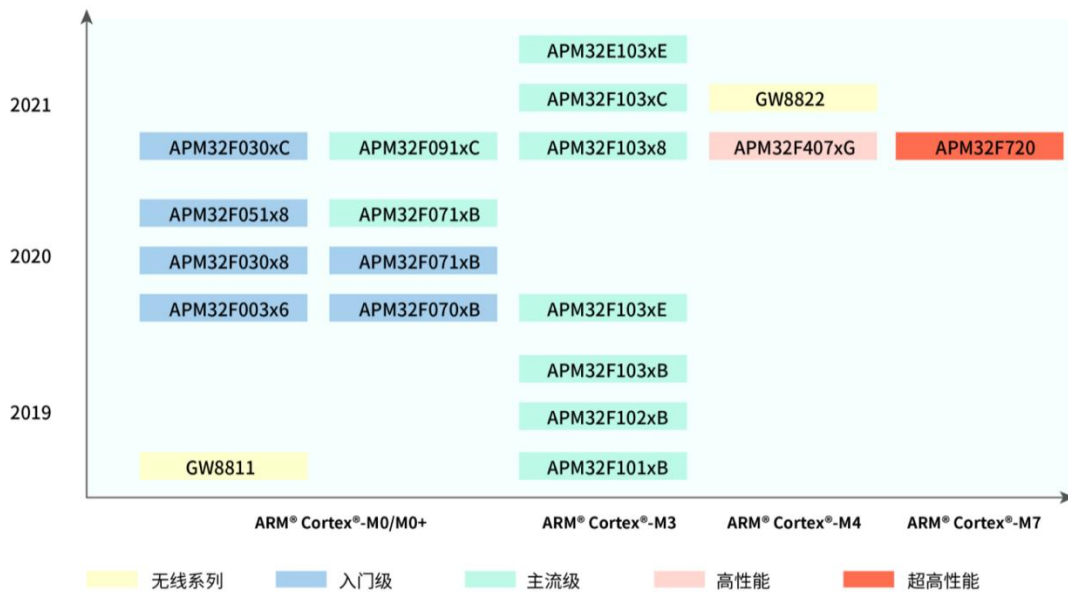 APM32E103xE
2021
APM32F103xC
GW8822
APM32F030xC
APM32F091xC
APM32F103x8
APM32F407xG
APM32F720
APM32F051x8
APM32F071xB
2020
APM32F030x8
APM32F071xB
APM32F003x6
APM32F070xB
APM32F103xE
APM32F103xB
2019
APM32F102xB
GW8811
APM32F101xB
ARM® Cortex®-M0/M0+
ARM® Cortex®-M3
ARM® Cortex®-M4
ARM® Cortex®-M7
无线系列
入门级
主流级
高性能
超高性能